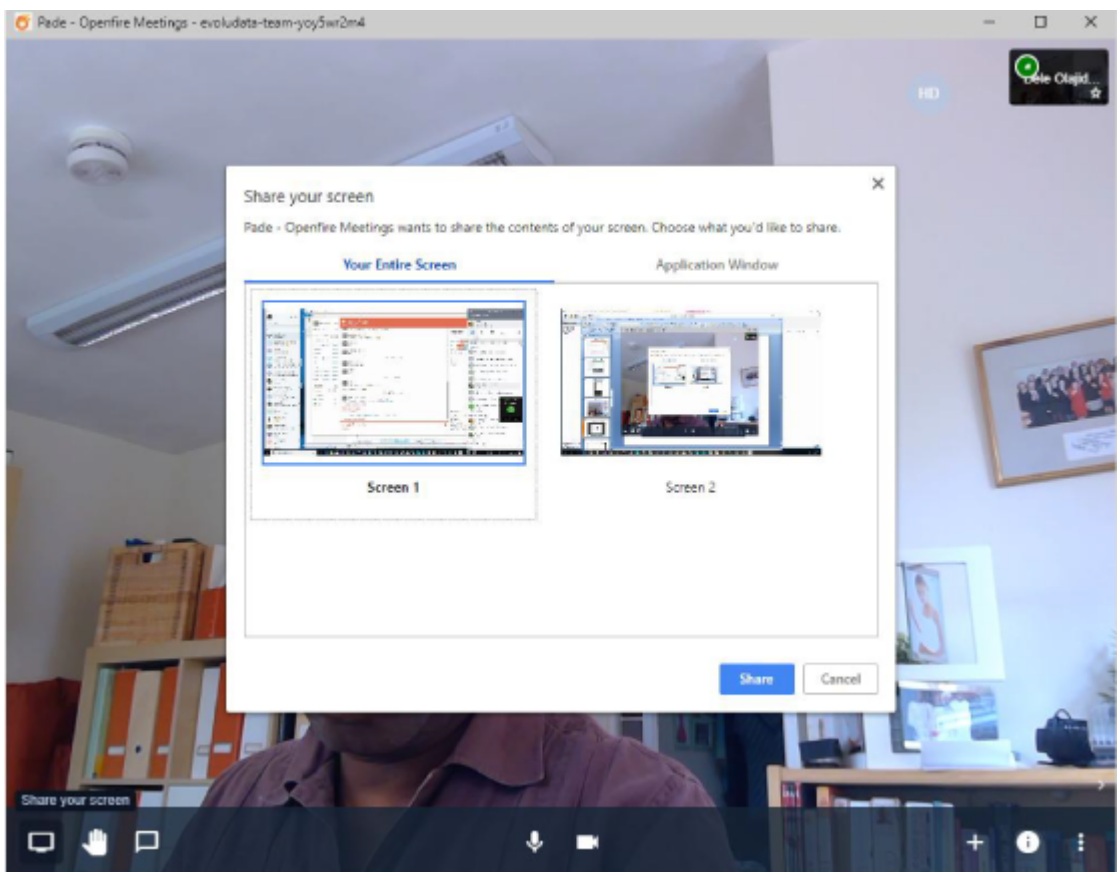 Pade - Openfire Meetings - evoludata-team-yoy5wr2m4
HD
Dele Olajid...
Share your screen
Pade - Openfire Meetings wants to share the contents of your screen. Choose what you'd like to share.
Your Entire Screen
Application Window
Screen 1
Screen 2
Share
Cancel
Share your screen